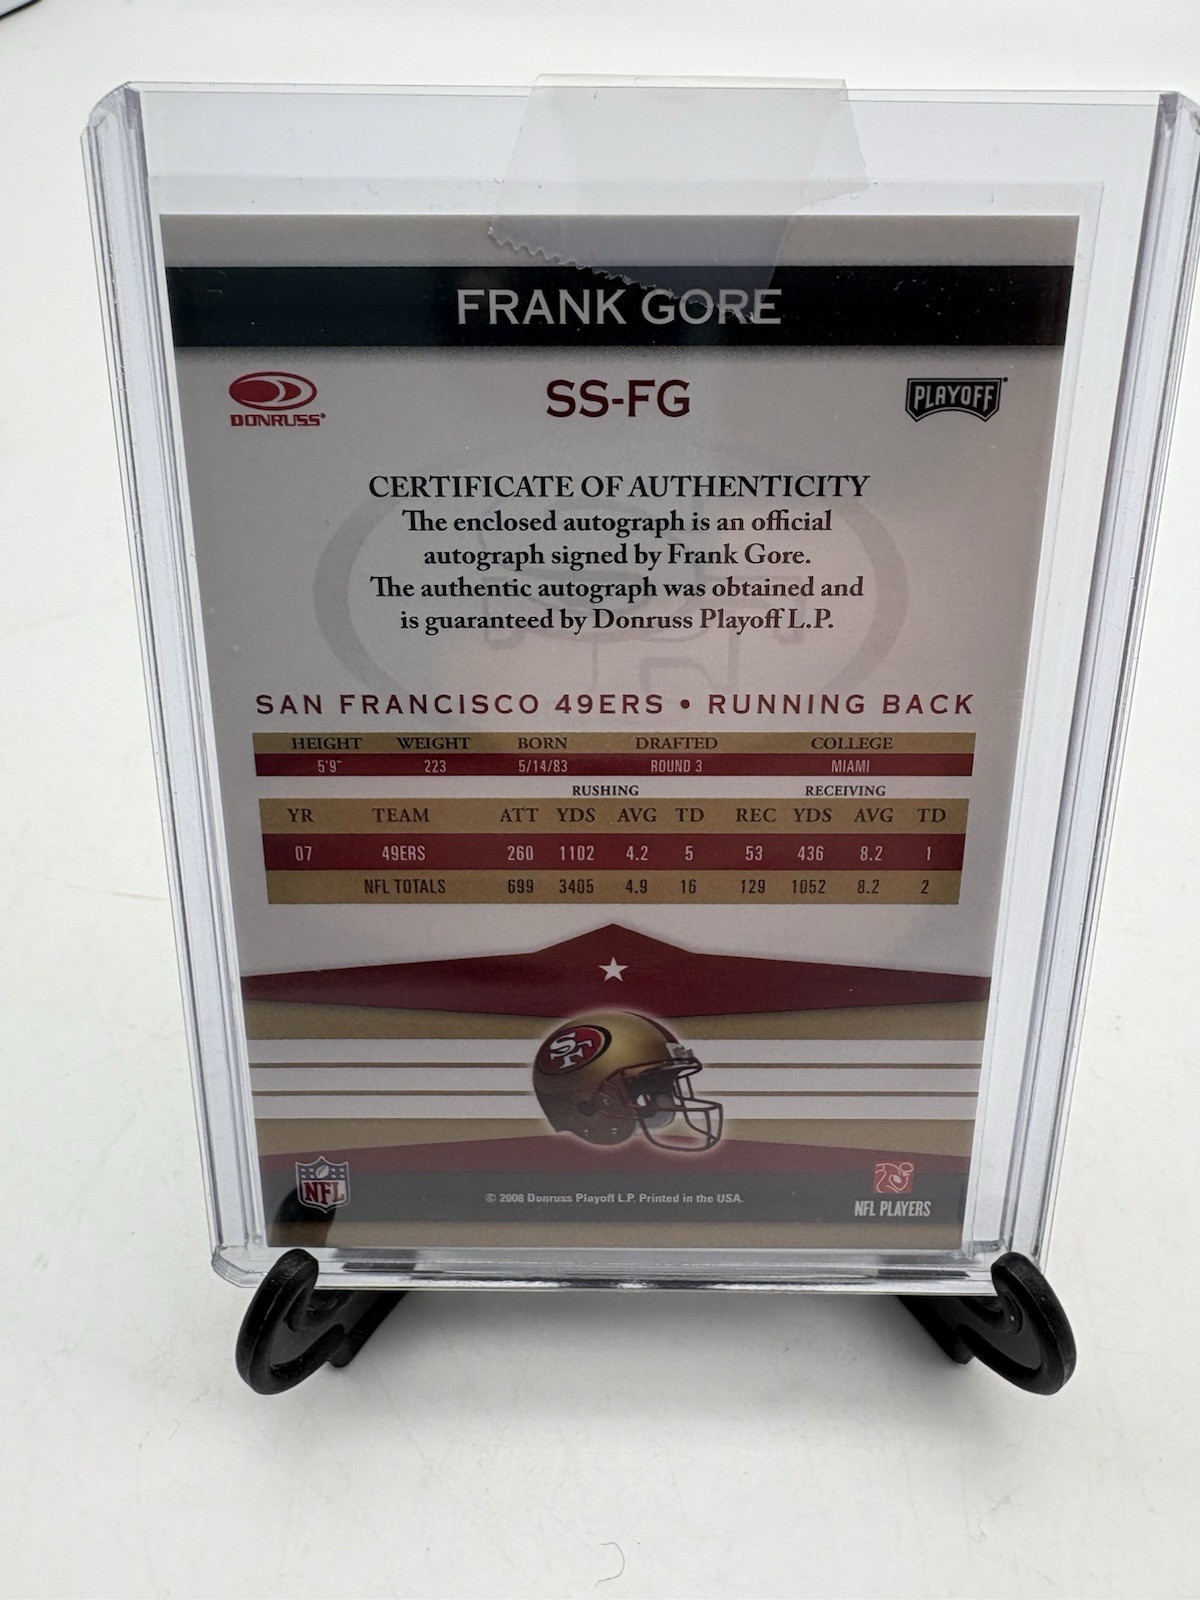 FRANK GORE
DONRUSS
SS-FG
PLAYOFF
CERTIFICATE OF AUTHENTICITY
The enclosed autograph is an official
autograph signed by Frank Gore.
The authentic autograph was obtained and
is guaranteed by Donruss Playoff L.P.
SAN FRANCISCO 49ERS • RUNNING BACK
HEIGHT WEIGHT BORN DRAFTED COLLEGE
5'9" 223 5/14/83 ROUND 3 MIAMI
RUSHING RECEIVING
YR TEAM ATT YDS AVG TD REC YDS AVG TD
07 49ERS 260 1102 4.2 5 53 436 8.2 1
NFL TOTALS 699 3405 4.9 16 129 1052 8.2 2
SF
NFL
© 2008 Donruss Playoff L.P. Printed in the USA.
NFL PLAYERS